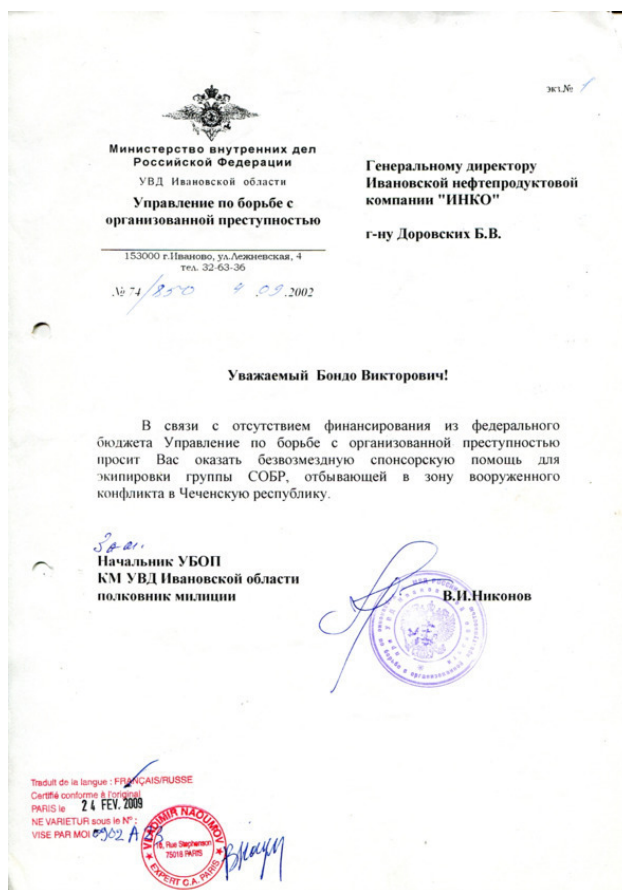 экз.№ 1
Министерство внутренних дел
Российской Федерации
УВД Ивановской области
Управление по борьбе с
организованной преступностью
153000 г.Иваново, ул.Лежневская, 4
тел. 32-63-36
№ 74/850 4 .09.2002
Генеральному директору
Ивановской нефтепродуктовой
компании "ИНКО"
г-ну Доровских Б.В.
Уважаемый Бондо Викторович!
В связи с отсутствием финансирования из федерального
бюджета Управление по борьбе с организованной преступностью
просит Вас оказать безвозмездную спонсорскую помощь для
экипировки группы СОБР, отбывающей в зону вооруженного
конфликта в Чеченскую республику.
Зам.
Начальник УБОП
КМ УВД Ивановской области
полковник милиции
В.И.Никонов
Traduit de la langue : FRANÇAIS/RUSSE
Certifié conforme à l'original
PARIS le 24 FEV. 2009
NE VARIETUR sous le N° :
VISE PAR MOI 0902 A
VLADIMIR NAOUMOV
18, Rue Stephenson
75018 PARIS
EXPERT C.A. PARIS